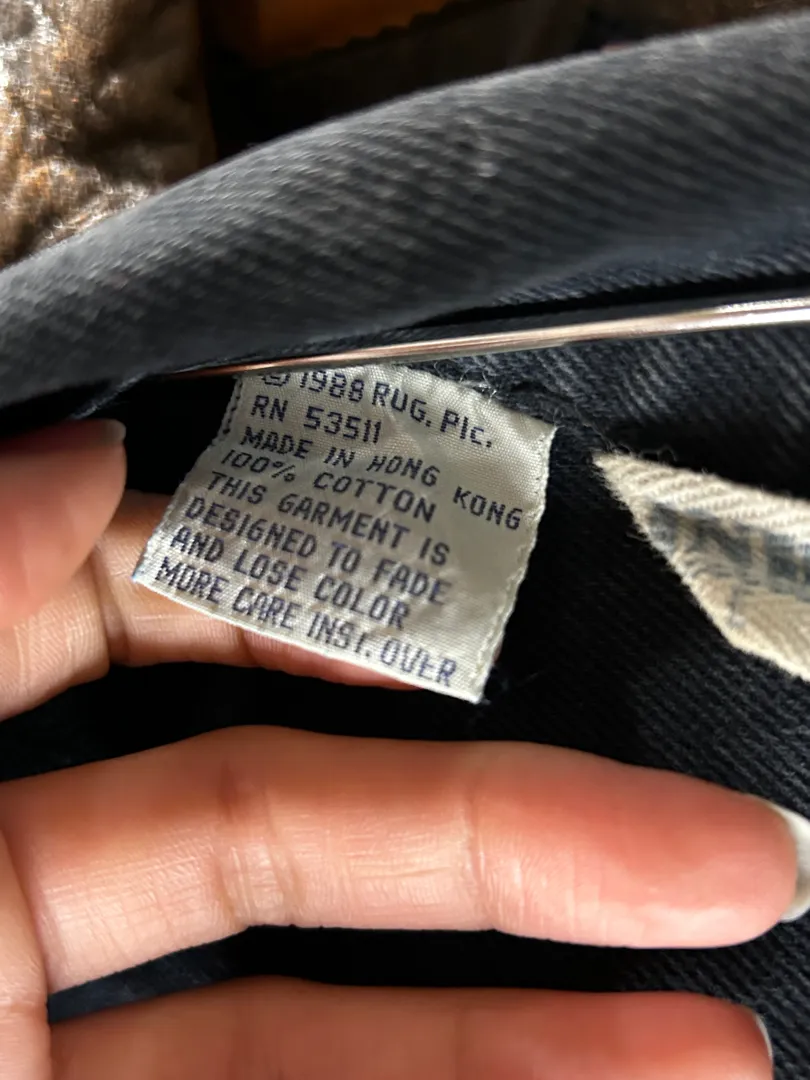 © 1988 RUG. Plc.
RN 53511
MADE IN HONG KONG
100% COTTON
THIS GARMENT IS
DESIGNED TO FADE
AND LOSE COLOR
MORE CARE INST. OVER